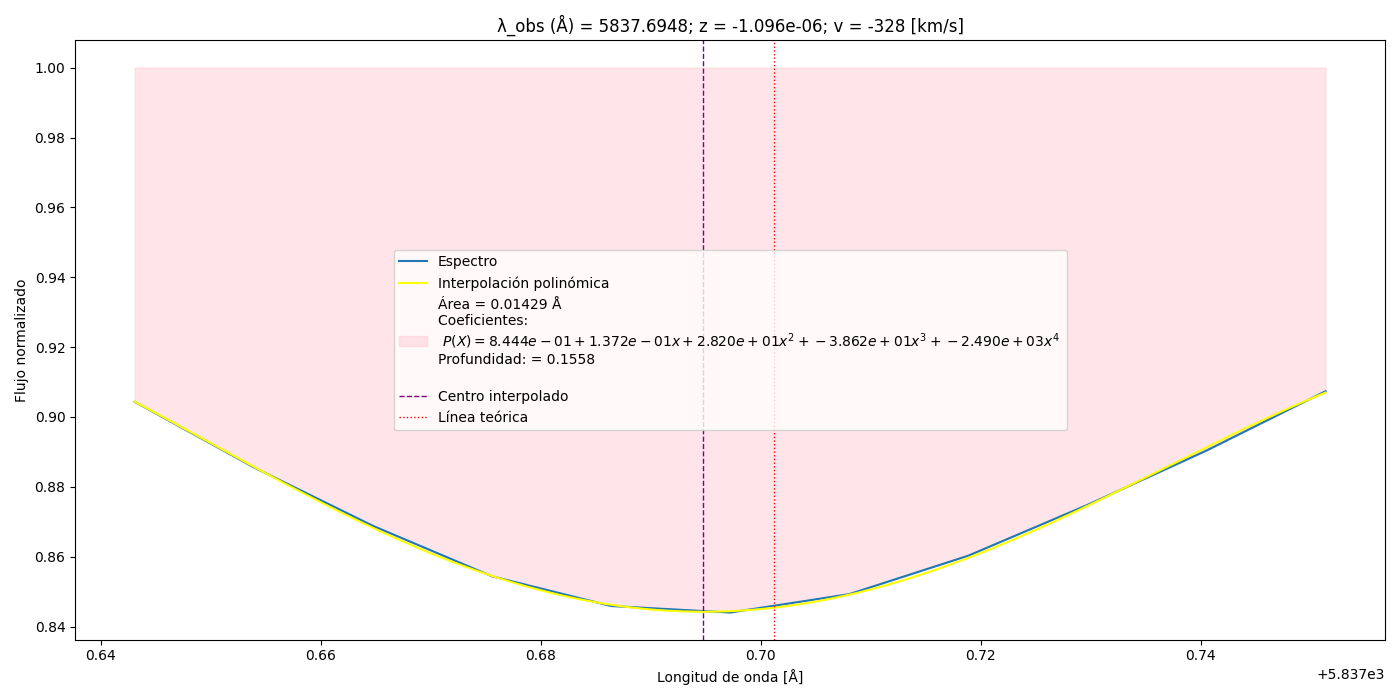 λ_obs (Å) = 5837.6948; z = -1.096e-06; v = -328 [km/s]
Flujo normalizado
1.00
0.98
0.96
0.94
0.92
0.90
0.88
0.86
0.84
Espectro
Interpolación polinómica
Área = 0.01429 Å
Coeficientes:
P(X) = 8.444e − 01 + 1.372e − 01x + 2.820e + 01x² + −3.862e + 01x³ + −2.490e + 03x⁴
Profundidad: = 0.1558
Centro interpolado
Línea teórica
0.64
0.66
0.68
0.70
0.72
0.74
+5.837e3
Longitud de onda [Å]